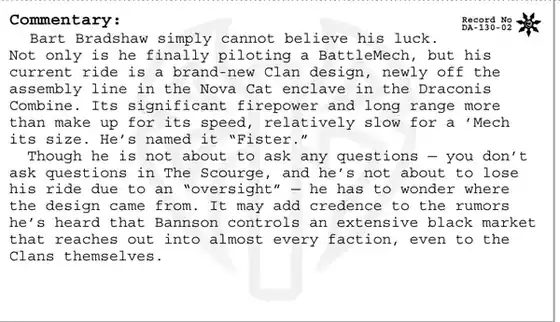 Commentary:
Record No
DA-130-02
Bart Bradshaw simply cannot believe his luck.
Not only is he finally piloting a BattleMech, but his
current ride is a brand-new Clan design, newly off the
assembly line in the Nova Cat enclave in the Draconis
Combine. Its significant firepower and long range more
than make up for its speed, relatively slow for a ‘Mech
its size. He’s named it “Fister.”
Though he is not about to ask any questions — you don’t
ask questions in The Scourge, and he’s not about to lose
his ride due to an “oversight” — he has to wonder where
the design came from. It may add credence to the rumors
he’s heard that Bannson controls an extensive black market
that reaches out into almost every faction, even to the
Clans themselves.